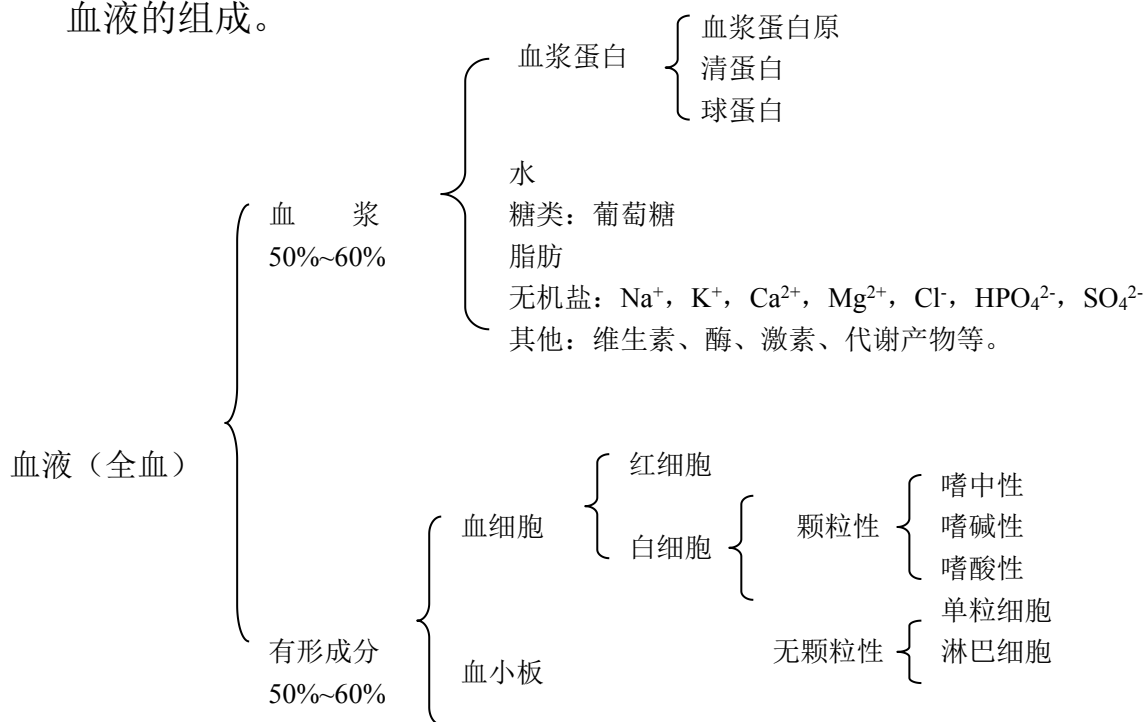 血液的组成。
血浆蛋白
血浆蛋白原
清蛋白
球蛋白
水
糖类：葡萄糖
脂肪
无机盐：Na⁺，K⁺，Ca²⁺，Mg²⁺，Cl⁻，HPO₄²⁻，SO₄²⁻
其他：维生素、酶、激素、代谢产物等。
血 浆
50%~60%
血液（全血）
有形成分
50%~60%
血细胞
红细胞
白细胞
颗粒性
嗜中性
嗜碱性
嗜酸性
无颗粒性
单粒细胞
淋巴细胞
血小板